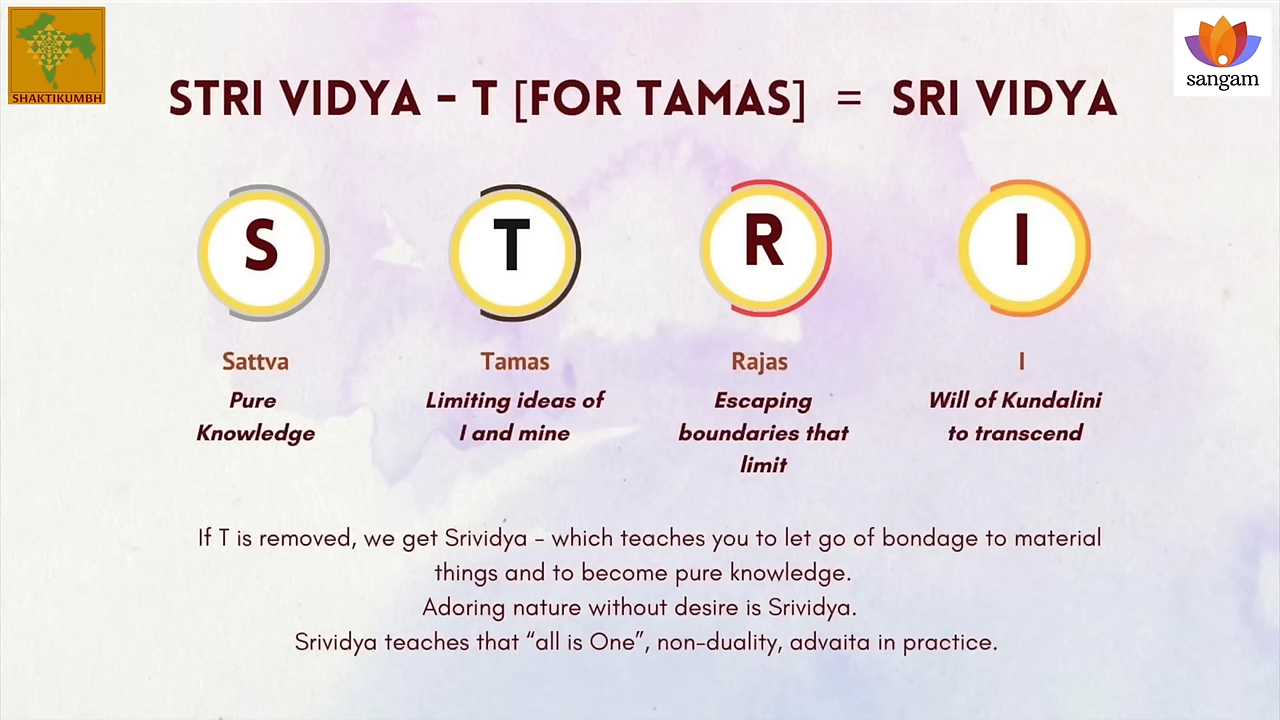 SHAKTIKUMBH
sangam
STRI VIDYA - T [FOR TAMAS] = SRI VIDYA
S T R I
Sattva Tamas Rajas I
Pure Limiting ideas of Escaping Will of Kundalini
Knowledge I and mine boundaries that to transcend
limit
If T is removed, we get Srividya - which teaches you to let go of bondage to material
things and to become pure knowledge.
Adoring nature without desire is Srividya.
Srividya teaches that “all is One”, non-duality, advaita in practice.